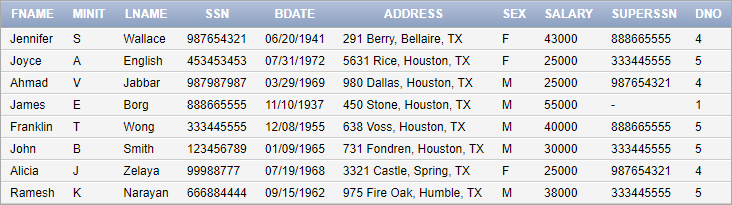 FNAME MINIT LNAME SSN BDATE ADDRESS SEX SALARY SUPERSSN DNO
Jennifer S Wallace 987654321 06/20/1941 291 Berry, Bellaire, TX F 43000 888665555 4
Joyce A English 453453453 07/31/1972 5631 Rice, Houston, TX F 25000 333445555 5
Ahmad V Jabbar 987987987 03/29/1969 980 Dallas, Houston, TX M 25000 987654321 4
James E Borg 888665555 11/10/1937 450 Stone, Houston, TX M 55000 - 1
Franklin T Wong 333445555 12/08/1955 638 Voss, Houston, TX M 40000 888665555 5
John B Smith 123456789 01/09/1965 731 Fondren, Houston, TX M 30000 333445555 5
Alicia J Zelaya 99988777 07/19/1968 3321 Castle, Spring, TX F 25000 987654321 4
Ramesh K Narayan 666884444 09/15/1962 975 Fire Oak, Humble, TX M 38000 333445555 5